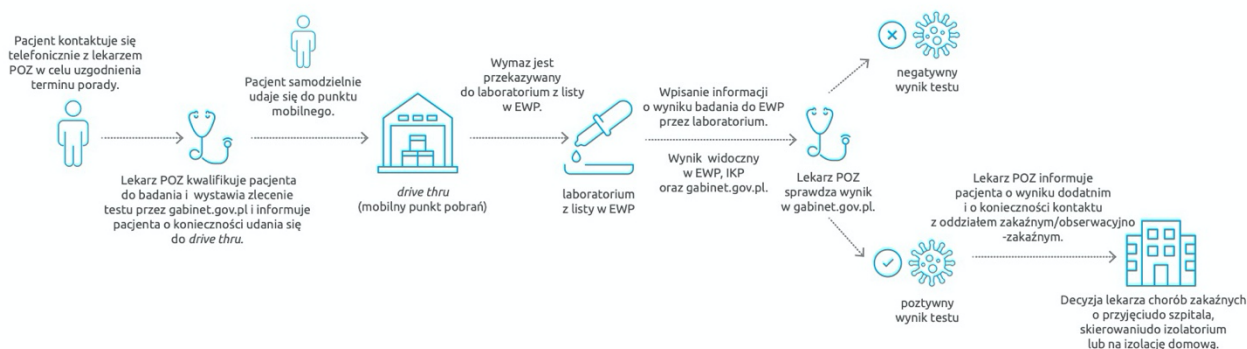 Pacjent kontaktuje się
telefonicznie z lekarzem
POZ w celu uzgodnienia
terminu porady.
Lekarz POZ kwalifikuje pacjenta
do badania i wystawia zlecenie
testu przez gabinet.gov.pl i informuje
pacjenta o konieczności udania się
do drive thru.
Pacjent samodzielnie
udaje się do punktu
mobilnego.
drive thru
(mobilny punkt pobrań)
Wymaz jest
przekazywany
do laboratorium z listy
w EWP.
laboratorium
z listy w EWP
Wpisanie informacji
o wyniku badania do EWP
przez laboratorium.
Wynik widoczny
w EWP, IKP
oraz gabinet.gov.pl.
Lekarz POZ
sprawdza wynik
w gabinet.gov.pl.
negatywny
wynik testu
poztywny
wynik testu
Lekarz POZ informuje
pacjenta o wyniku dodatnim
i o konieczności kontaktu
z oddziałem zakaźnym/obserwacyjno
-zakaźnym.
Decyzja lekarza chorób zakaźnych
o przyjęciudo szpitala,
skierowaniudo izolatorium
lub na izolację domową.